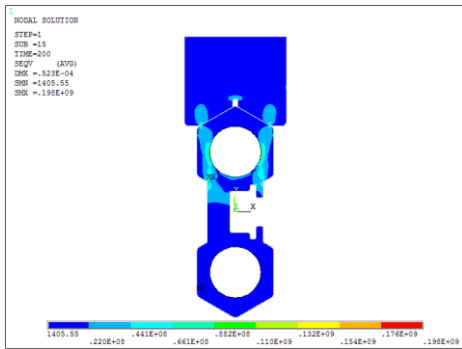 1
NODAL SOLUTION
STEP=1
SUB =15
TIME=200
SEQV (AVG)
DMX =.523E-04
SMN =1405.55
SMX =.198E+09
MX
Y
X
MN
1405.55 .441E+08 .882E+08 .132E+09 .176E+09
.220E+08 .661E+08 .110E+09 .154E+09 .198E+09